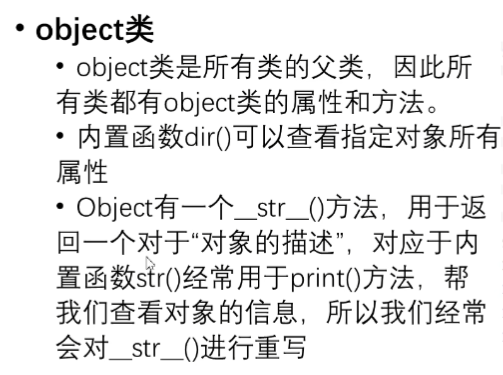 • object类
• object类是所有类的父类，因此所
有类都有object类的属性和方法。
• 内置函数dir()可以查看指定对象所有
属性
• Object有一个__str__()方法，用于返
回一个对于“对象的描述”，对应于内
置函数str()经常用于print()方法，帮
我们查看对象的信息，所以我们经常
会对__str__()进行重写